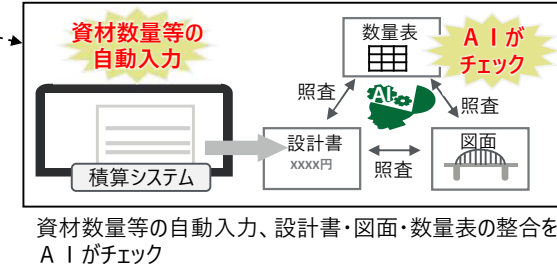 資材数量等の
自動入力
数量表
ＡＩが
チェック
照査
AI
照査
設計書
xxxx円
照査
図面
積算システム
資材数量等の自動入力、設計書・図面・数量表の整合を
ＡＩがチェック